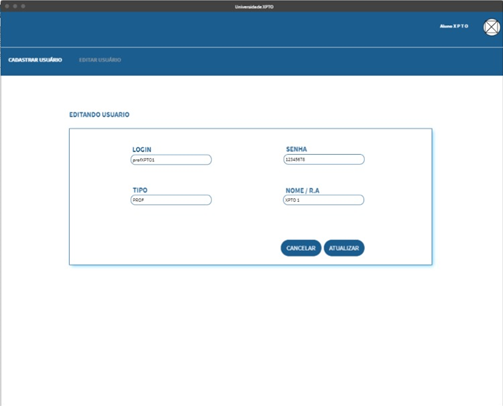 Universidade XPTO
Aluno X P T O
CADASTRAR USUÁRIO EDITAR USUÁRIO
EDITANDO USUARIO
LOGIN SENHA
profXPTO1 12345678
TIPO NOME / R.A
PROF XPTO 1
CANCELAR ATUALIZAR